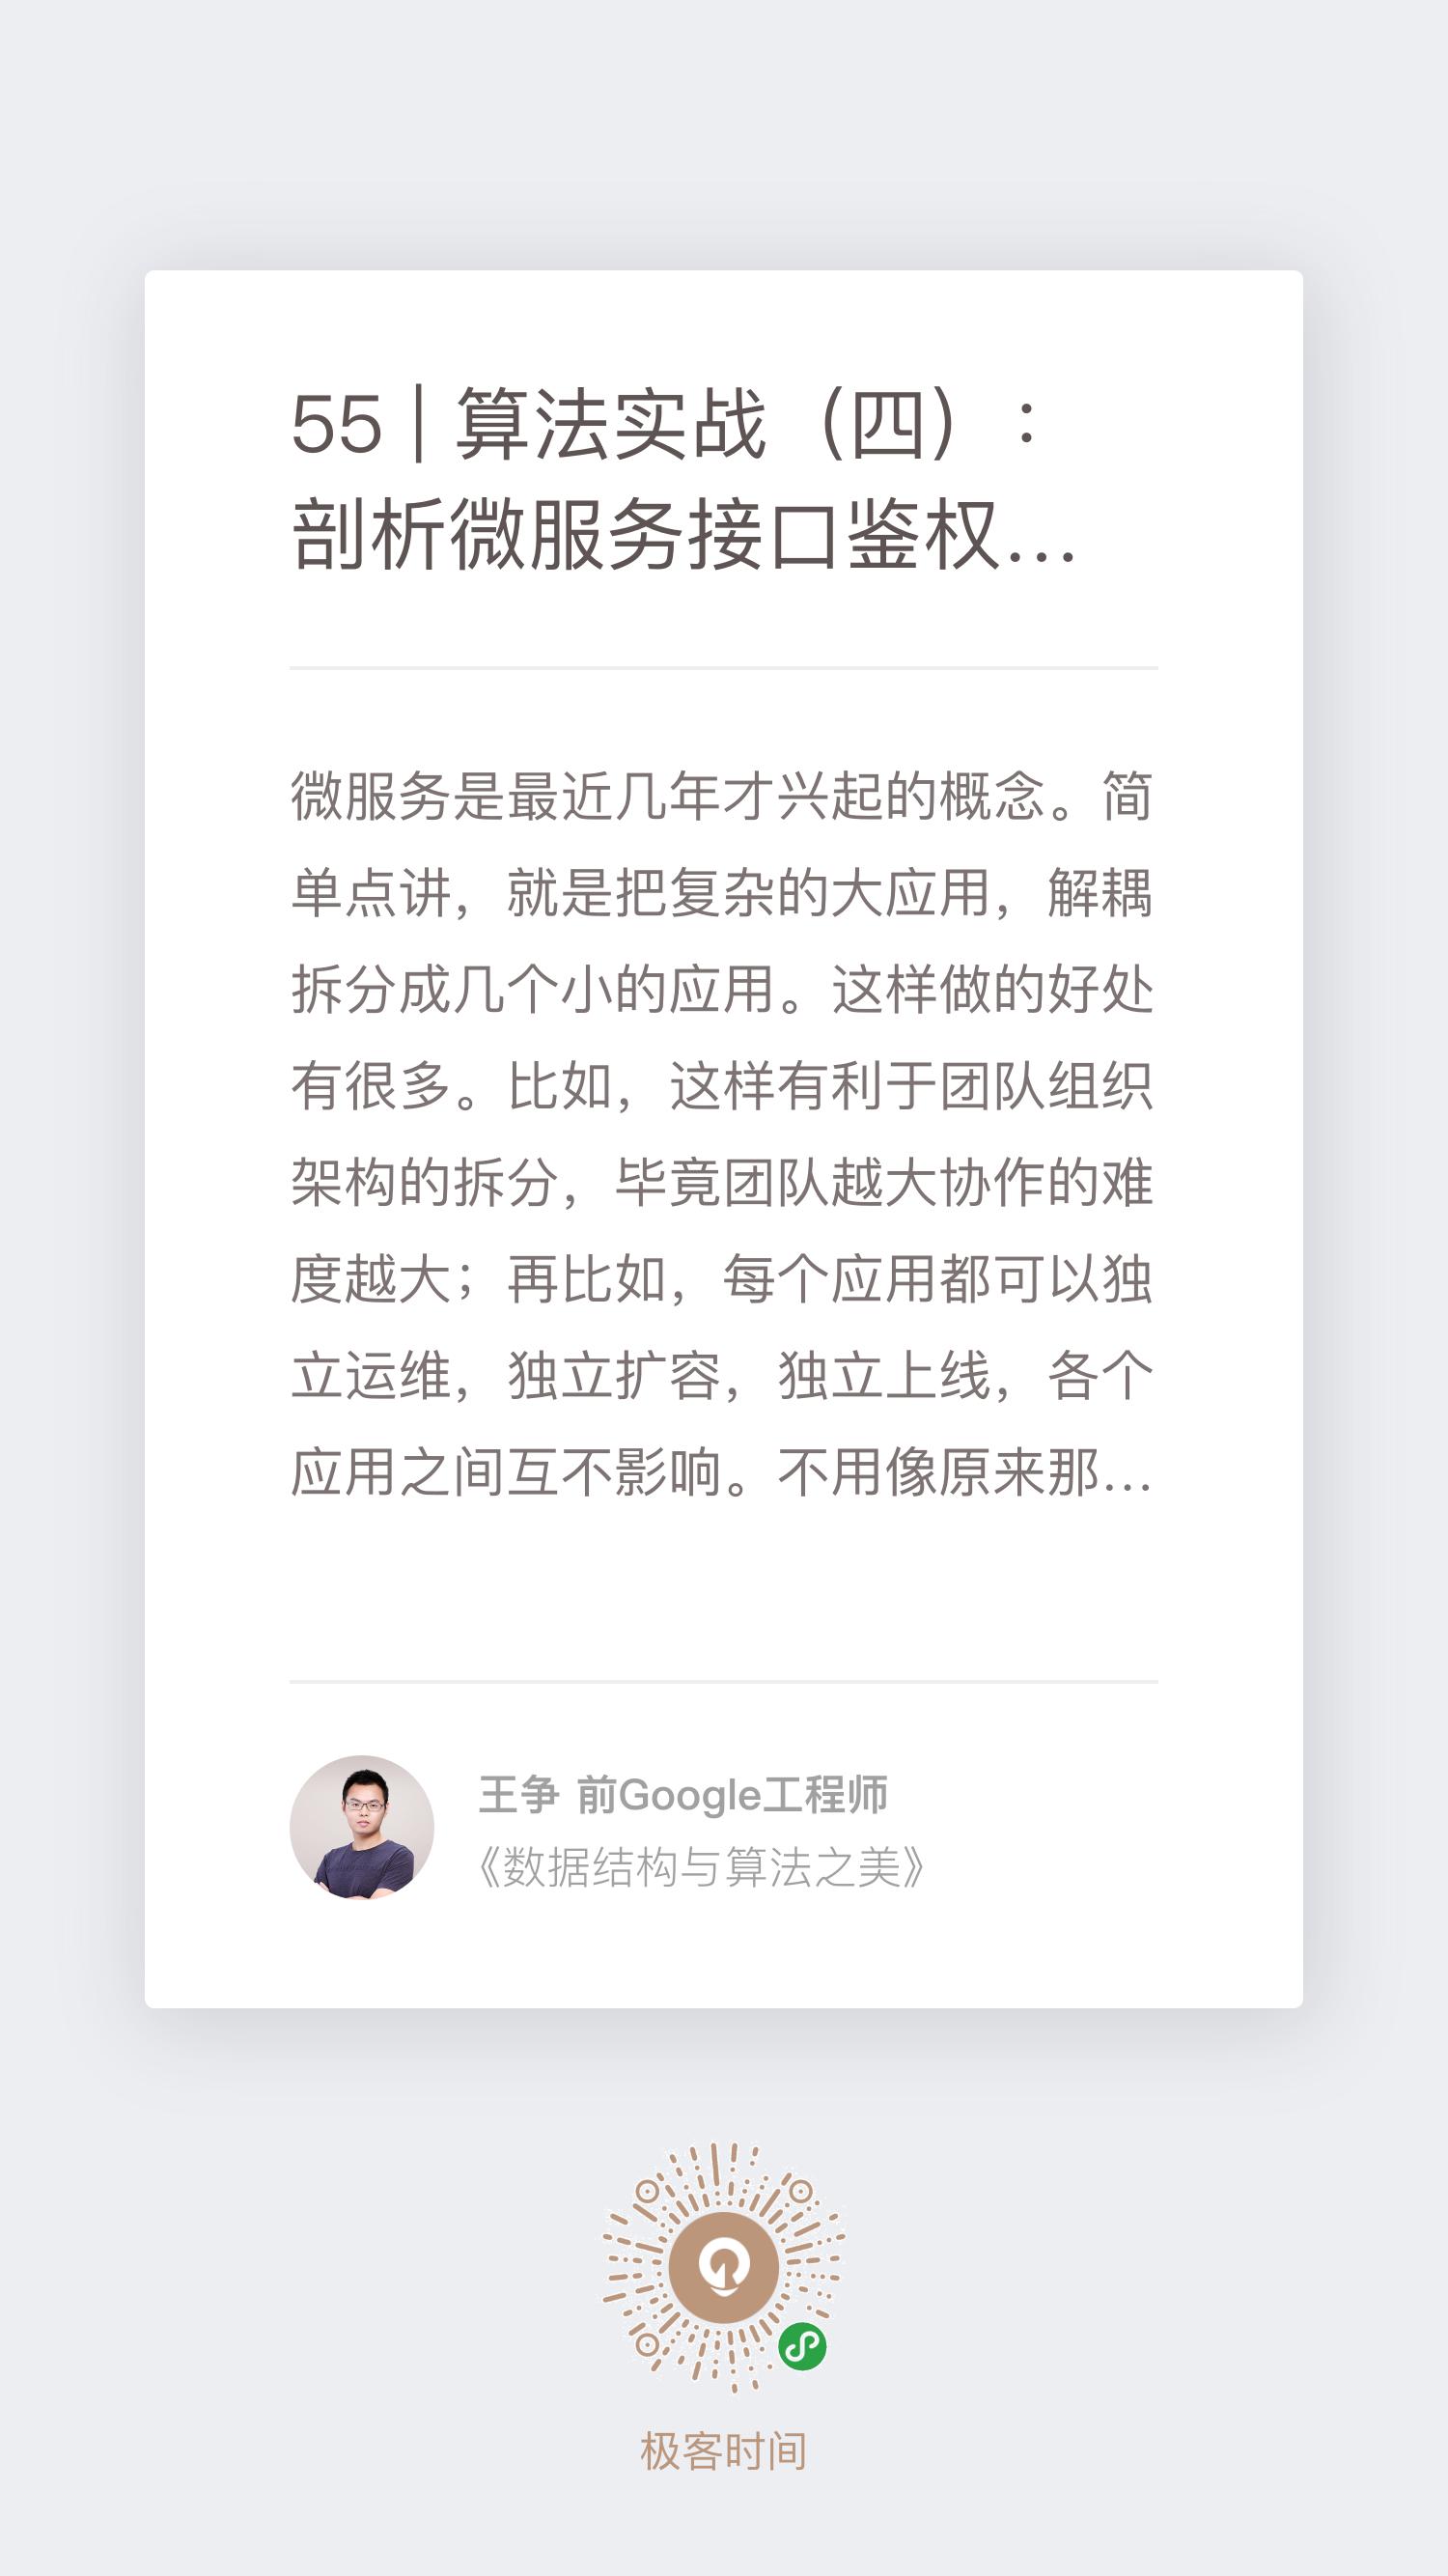 55 | 算法实战（四）：
剖析微服务接口鉴权...
微服务是最近几年才兴起的概念。简
单点讲，就是把复杂的大应用，解耦
拆分成几个小的应用。这样做的好处
有很多。比如，这样有利于团队组织
架构的拆分，毕竟团队越大协作的难
度越大；再比如，每个应用都可以独
立运维，独立扩容，独立上线，各个
应用之间互不影响。不用像原来那...
王争 前Google工程师
《数据结构与算法之美》
极客时间